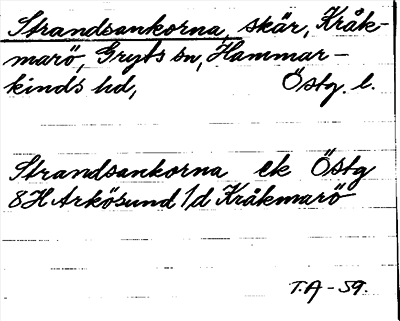 Strandsankorna, skär, Kråk-
marö, Gryts sn, Hammar-
kinds hd, Östg. l.
Strandsankorna ek Östg
8H Arkösund 1d Kråkmarö
T.A - 59.